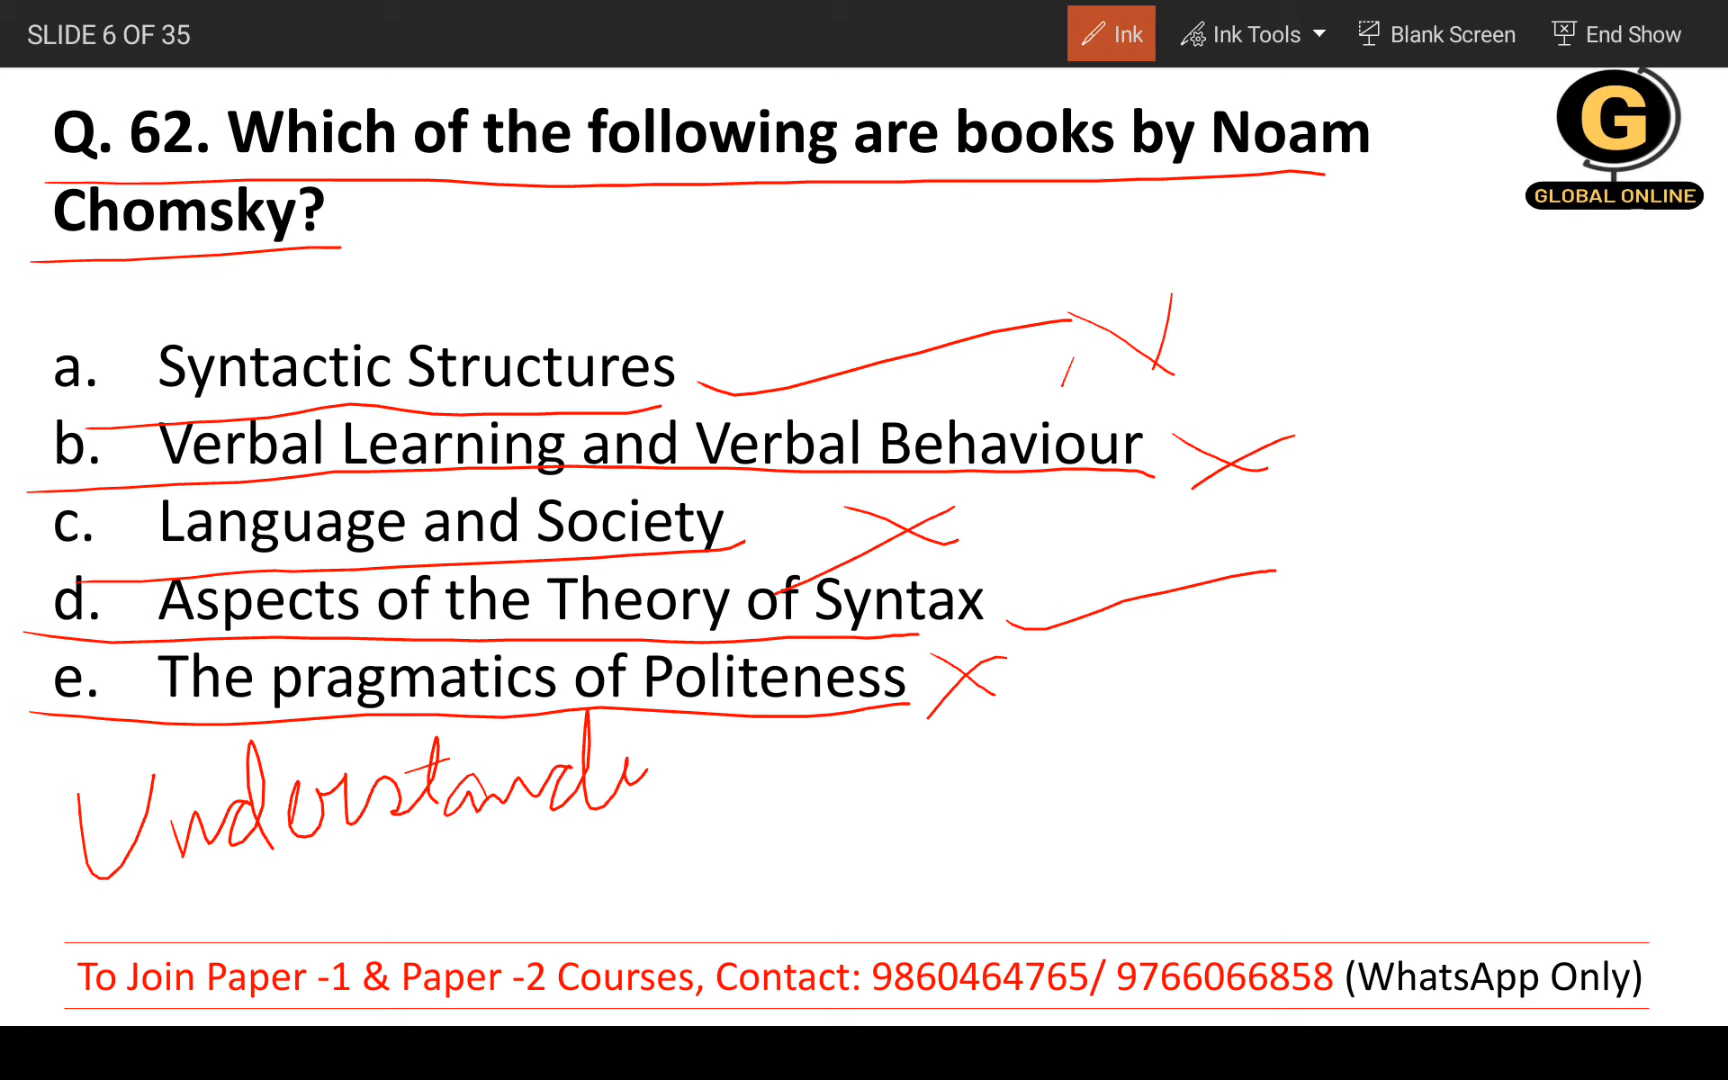 SLIDE 6 OF 35 Ink Ink Tools Blank Screen End Show
G
GLOBAL ONLINE
Q. 62. Which of the following are books by Noam
Chomsky?
a. Syntactic Structures
b. Verbal Learning and Verbal Behaviour
c. Language and Society
d. Aspects of the Theory of Syntax
e. The pragmatics of Politeness
Understande
To Join Paper -1 & Paper -2 Courses, Contact: 9860464765/ 9766066858 (WhatsApp Only)